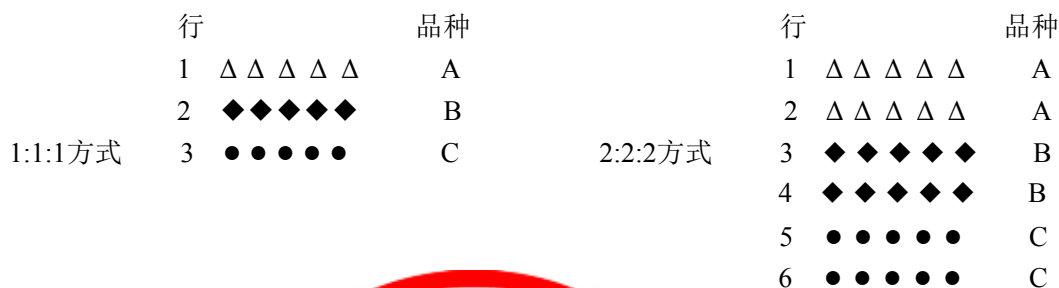 行 品种 行 品种
1 Δ Δ Δ Δ Δ A 1 Δ Δ Δ Δ Δ A
2 ◆◆◆◆◆ B 2 Δ Δ Δ Δ Δ A
1:1:1方式 3 ● ● ● ● ● C 2:2:2方式 3 ◆ ◆ ◆ ◆ ◆ B
4 ◆ ◆ ◆ ◆ ◆ B
5 ● ● ● ● ● C
6 ● ● ● ● ● C